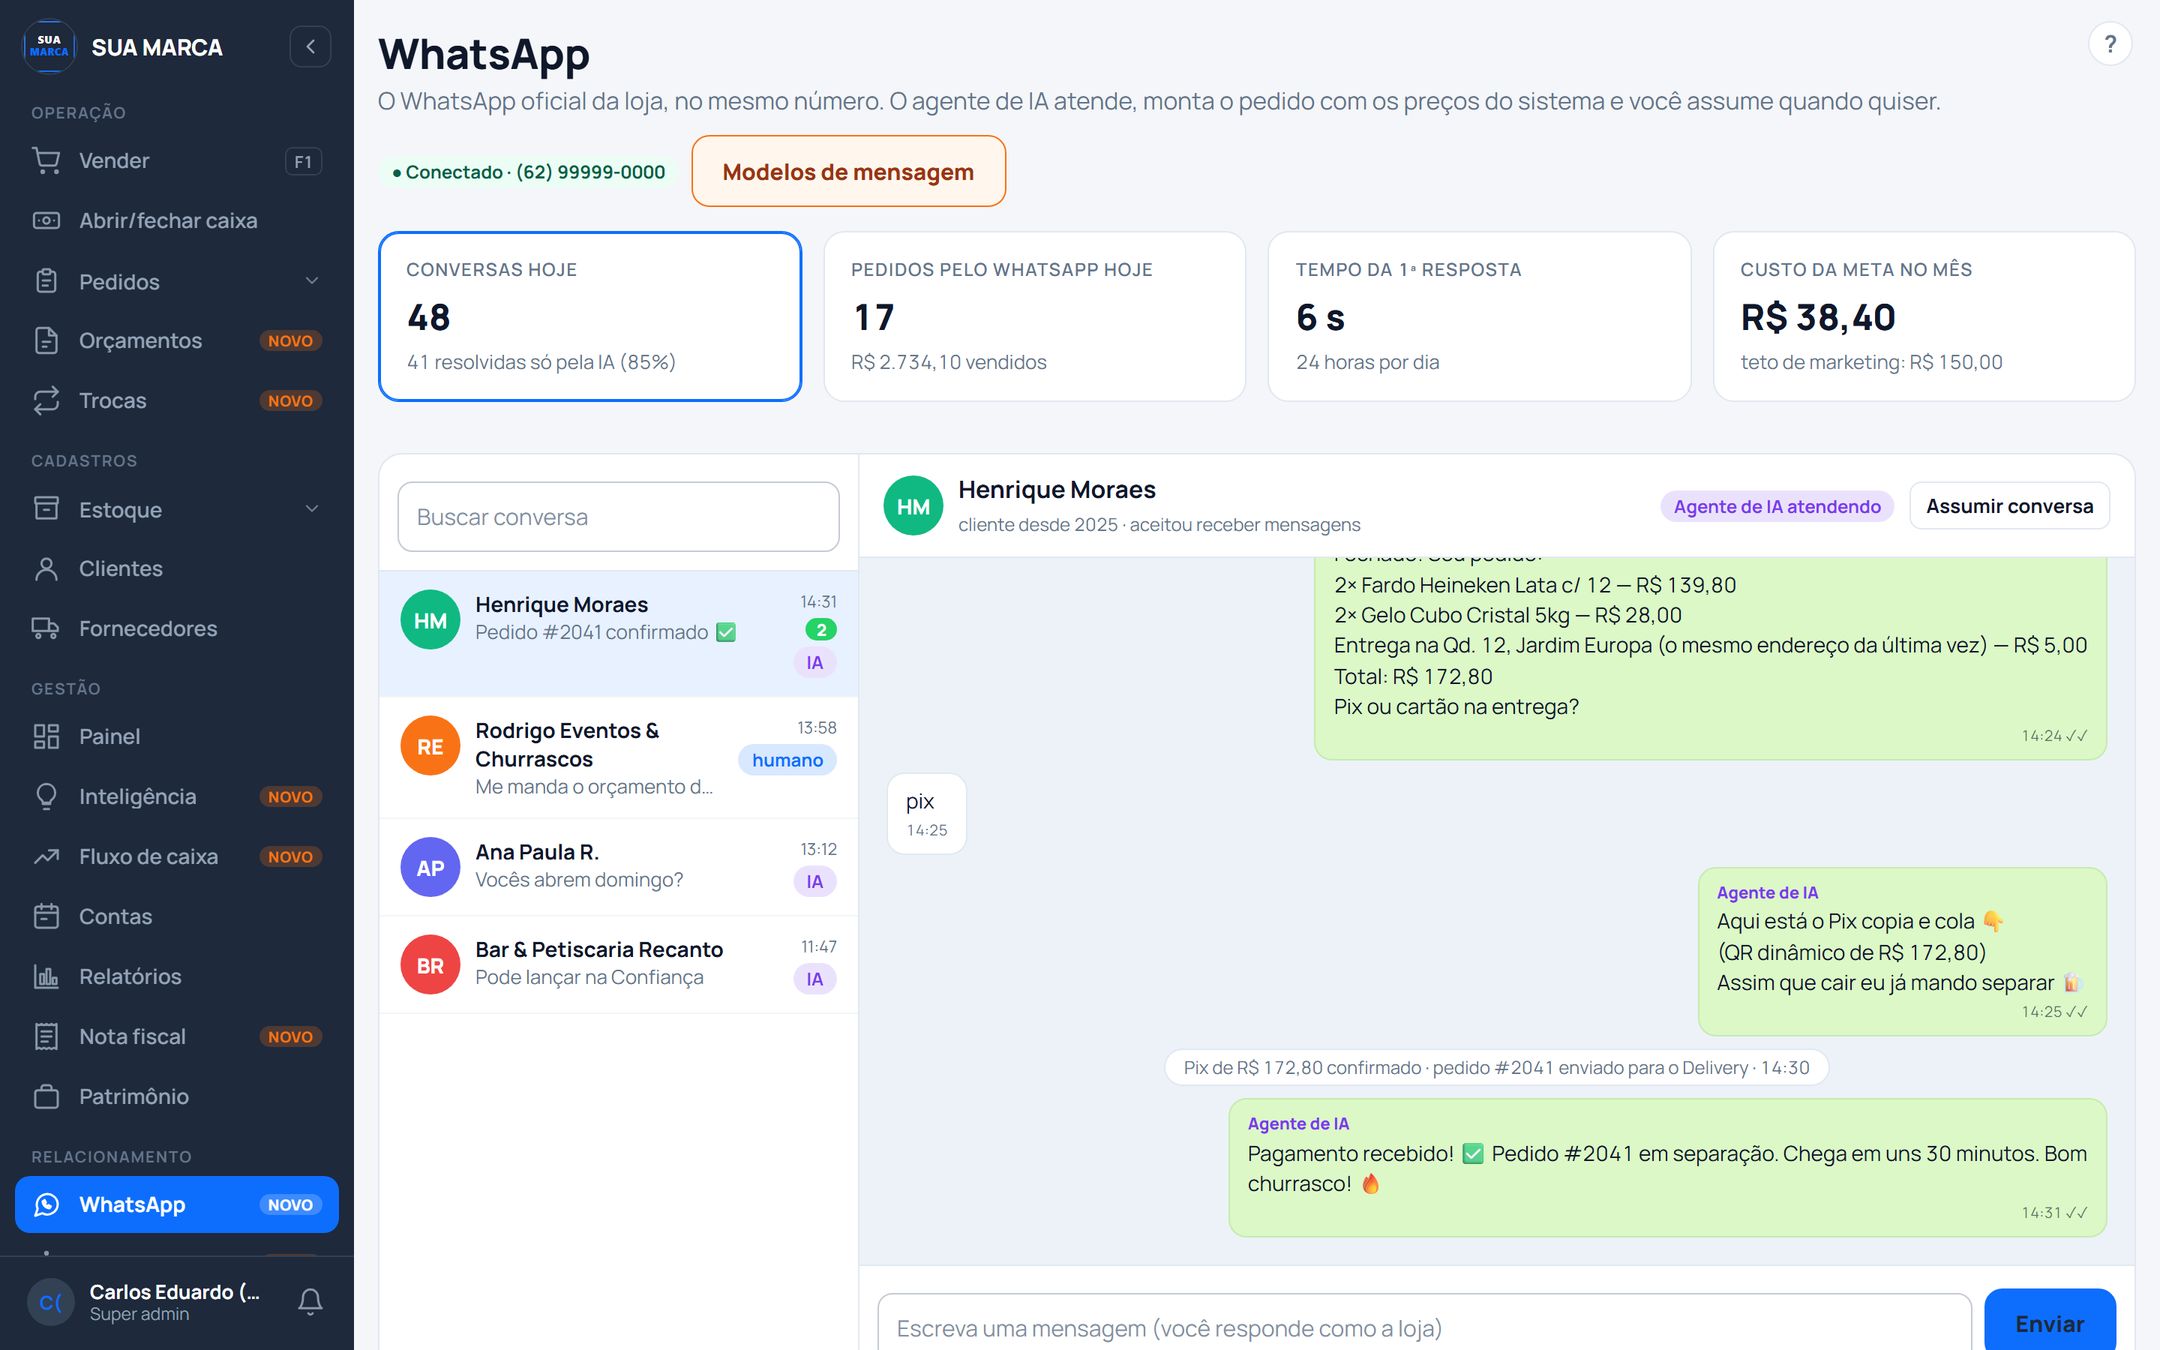 SUA
MARCA
SUA MARCA
OPERAÇÃO
Vender F1
Abrir/fechar caixa
Pedidos
Orçamentos NOVO
Trocas NOVO
CADASTROS
Estoque
Clientes
Fornecedores
GESTÃO
Painel
Inteligência NOVO
Fluxo de caixa NOVO
Contas
Relatórios
Nota fiscal NOVO
Patrimônio
RELACIONAMENTO
WhatsApp NOVO
C(
Carlos Eduardo (...
Super admin
WhatsApp
?
O WhatsApp oficial da loja, no mesmo número. O agente de IA atende, monta o pedido com os preços do sistema e você assume quando quiser.
● Conectado · (62) 99999-0000
Modelos de mensagem
CONVERSAS HOJE
48
41 resolvidas só pela IA (85%)
PEDIDOS PELO WHATSAPP HOJE
17
R$ 2.734,10 vendidos
TEMPO DA 1ª RESPOSTA
6 s
24 horas por dia
CUSTO DA META NO MÊS
R$ 38,40
teto de marketing: R$ 150,00
Buscar conversa
HM
Henrique Moraes 14:31
Pedido #2041 confirmado ✅ 2
IA
RE
Rodrigo Eventos & 13:58
Churrascos humano
Me manda o orçamento d...
AP
Ana Paula R. 13:12
Vocês abrem domingo? IA
BR
Bar & Petiscaria Recanto 11:47
Pode lançar na Confiança IA
HM
Henrique Moraes
cliente desde 2025 · aceitou receber mensagens
Agente de IA atendendo
Assumir conversa
Fechado! Seu pedido:
2× Fardo Heineken Lata c/ 12 — R$ 139,80
2× Gelo Cubo Cristal 5kg — R$ 28,00
Entrega na Qd. 12, Jardim Europa (o mesmo endereço da última vez) — R$ 5,00
Total: R$ 172,80
Pix ou cartão na entrega?
14:24 ✓✓
pix
14:25
Agente de IA
Aqui está o Pix copia e cola 👇
(QR dinâmico de R$ 172,80)
Assim que cair eu já mando separar 🍺
14:25 ✓✓
Pix de R$ 172,80 confirmado · pedido #2041 enviado para o Delivery · 14:30
Agente de IA
Pagamento recebido! ✅ Pedido #2041 em separação. Chega em uns 30 minutos. Bom
churrasco! 🔥
14:31 ✓✓
Escreva uma mensagem (você responde como a loja)
Enviar